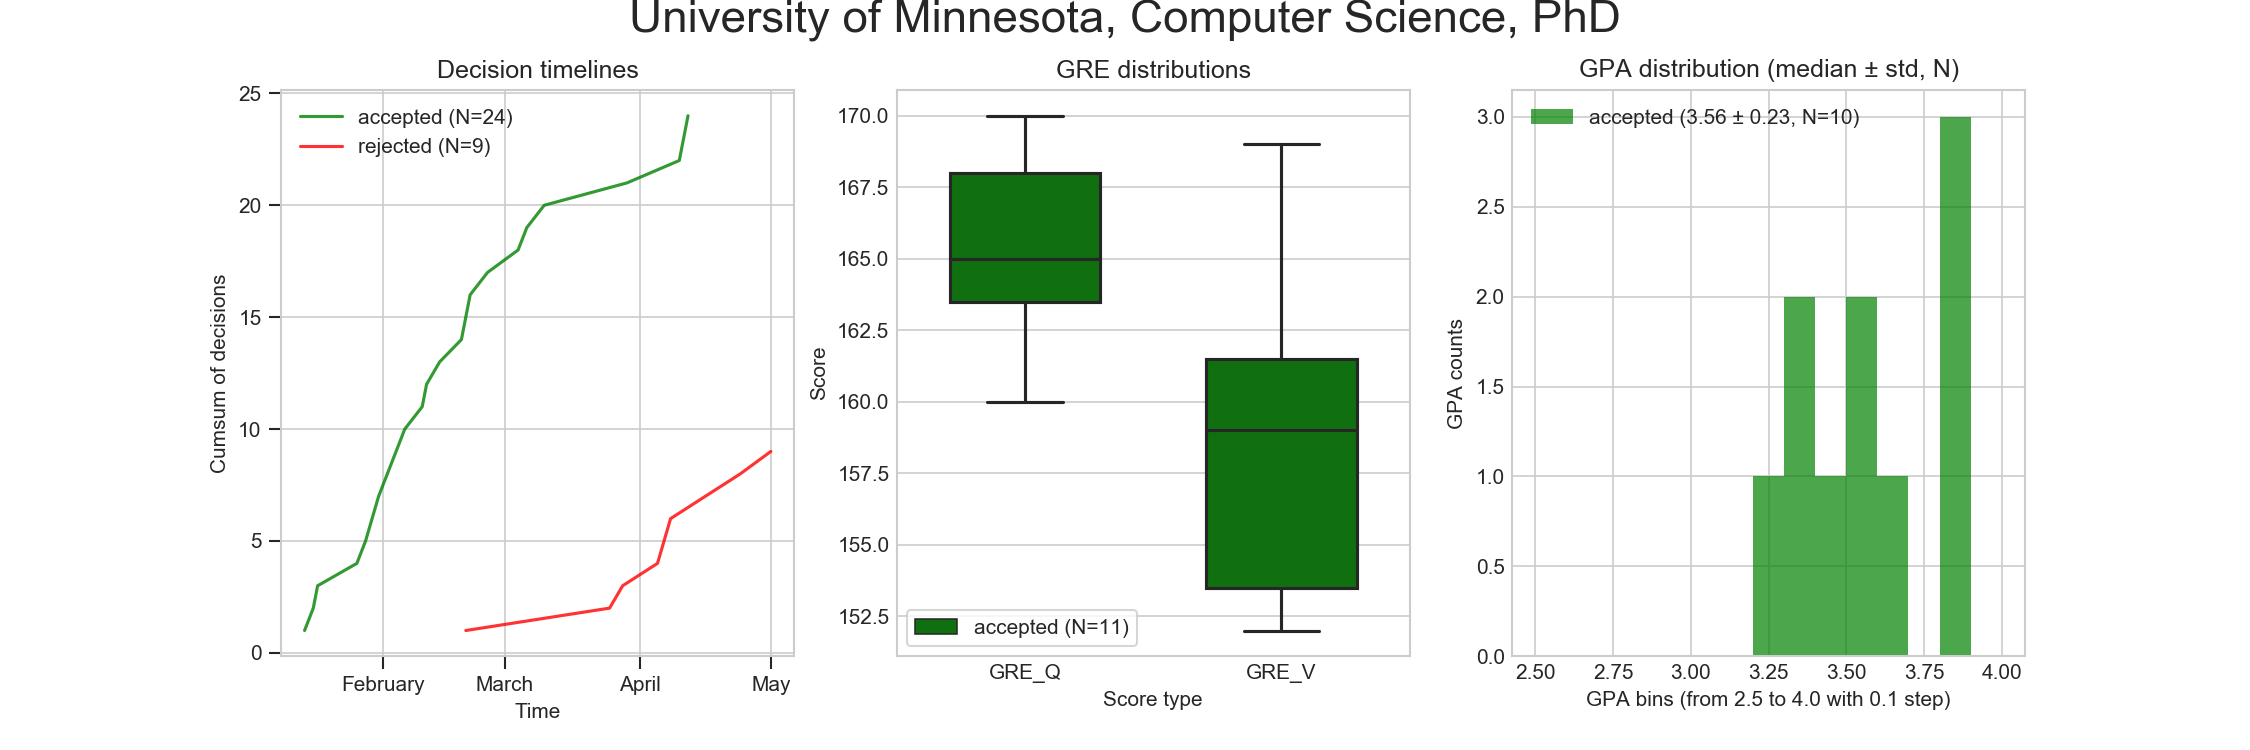 University of Minnesota, Computer Science, PhD
Decision timelines
25
20
15
10
5
0
Cumsum of decisions
accepted (N=24)
rejected (N=9)
February March April May
Time
GRE distributions
170.0
167.5
165.0
162.5
160.0
157.5
155.0
152.5
Score
accepted (N=11)
GRE_Q GRE_V
Score type
GPA distribution (median ± std, N)
3.0
2.5
2.0
1.5
1.0
0.5
0.0
GPA counts
accepted (3.56 ± 0.23, N=10)
2.50 2.75 3.00 3.25 3.50 3.75 4.00
GPA bins (from 2.5 to 4.0 with 0.1 step)